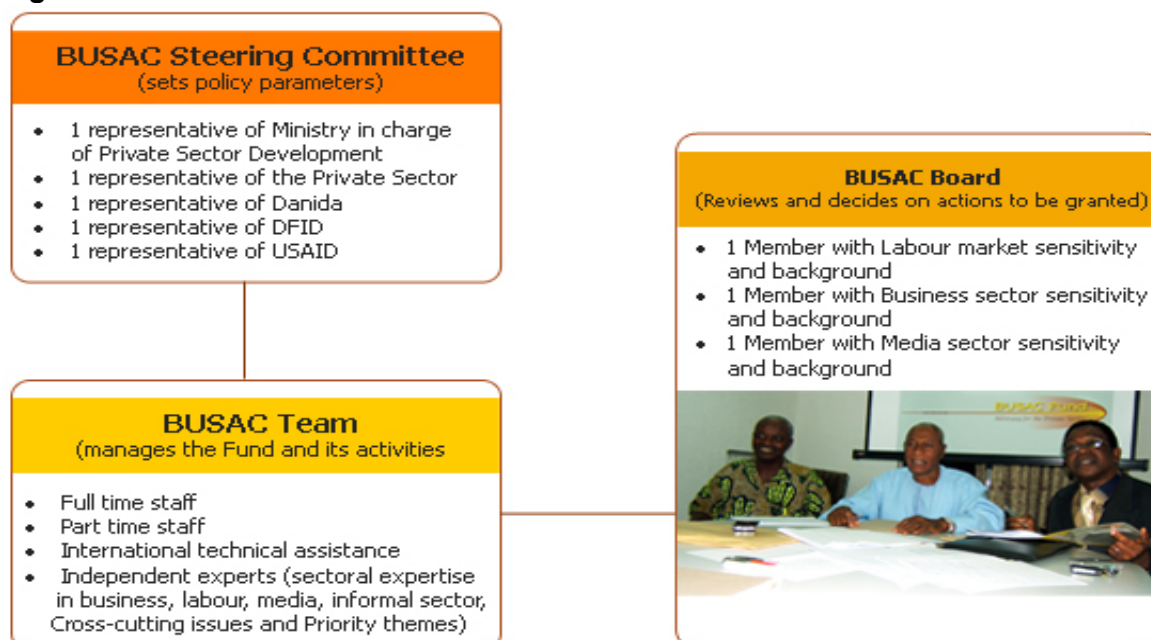 BUSAC Steering Committee
(sets policy parameters)
• 1 representative of Ministry in charge
of Private Sector Development
• 1 representative of the Private Sector
• 1 representative of Danida
• 1 representative of DFID
• 1 representative of USAID
BUSAC Board
(Reviews and decides on actions to be granted)
• 1 Member with Labour market sensitivity
and background
• 1 Member with Business sector sensitivity
and background
• 1 Member with Media sector sensitivity
and background
BUSAC Fund
BUSAC Team
(manages the Fund and its activities
• Full time staff
• Part time staff
• International technical assistance
• Independent experts (sectoral expertise
in business, labour, media, informal sector,
Cross-cutting issues and Priority themes)